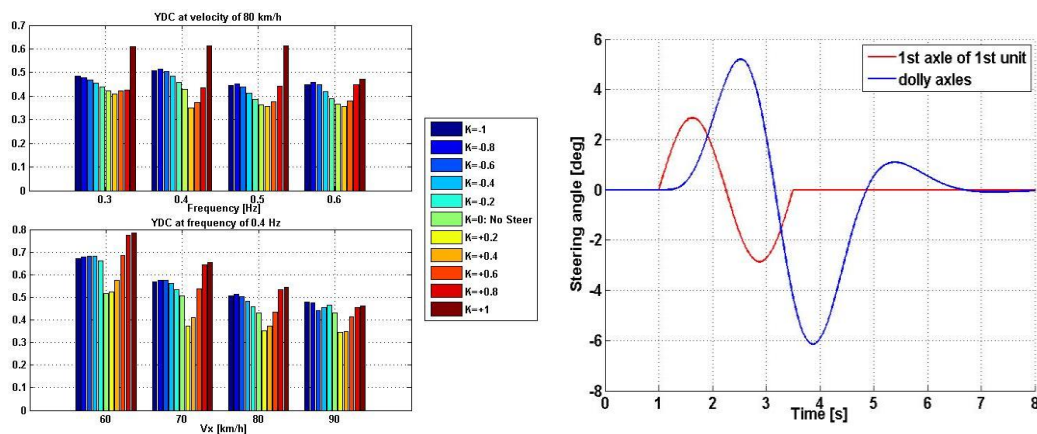 YDC at velocity of 80 km/h
0.7
0.6
0.5
0.4
0.3
0.2
0.1
0
0.3 0.4 0.5 0.6
Frequency [Hz]
YDC at frequency of 0.4 Hz
0.8
0.7
0.6
0.5
0.4
0.3
0.2
0.1
0
60 70 80 90
Vx [km/h]
K=-1
K=-0.8
K=-0.6
K=-0.4
K=-0.2
K=0: No Steer
K=+0.2
K=+0.4
K=+0.6
K=+0.8
K=+1
6
4
2
0
-2
-4
-6
-8
Steering angle [deg]
1st axle of 1st unit
dolly axles
0 1 2 3 4 5 6 7 8
Time [s]